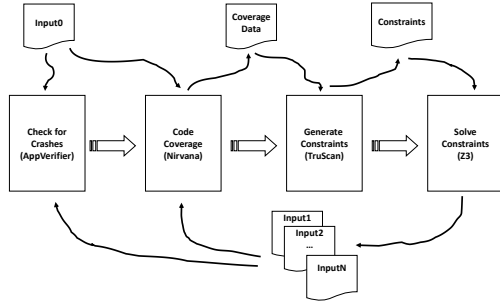 Input0
Coverage
Data
Constraints
Check for
Crashes
(AppVerifier)
Code
Coverage
(Nirvana)
Generate
Constraints
(TruScan)
Solve
Constraints
(Z3)
Input1
Input2
...
InputN